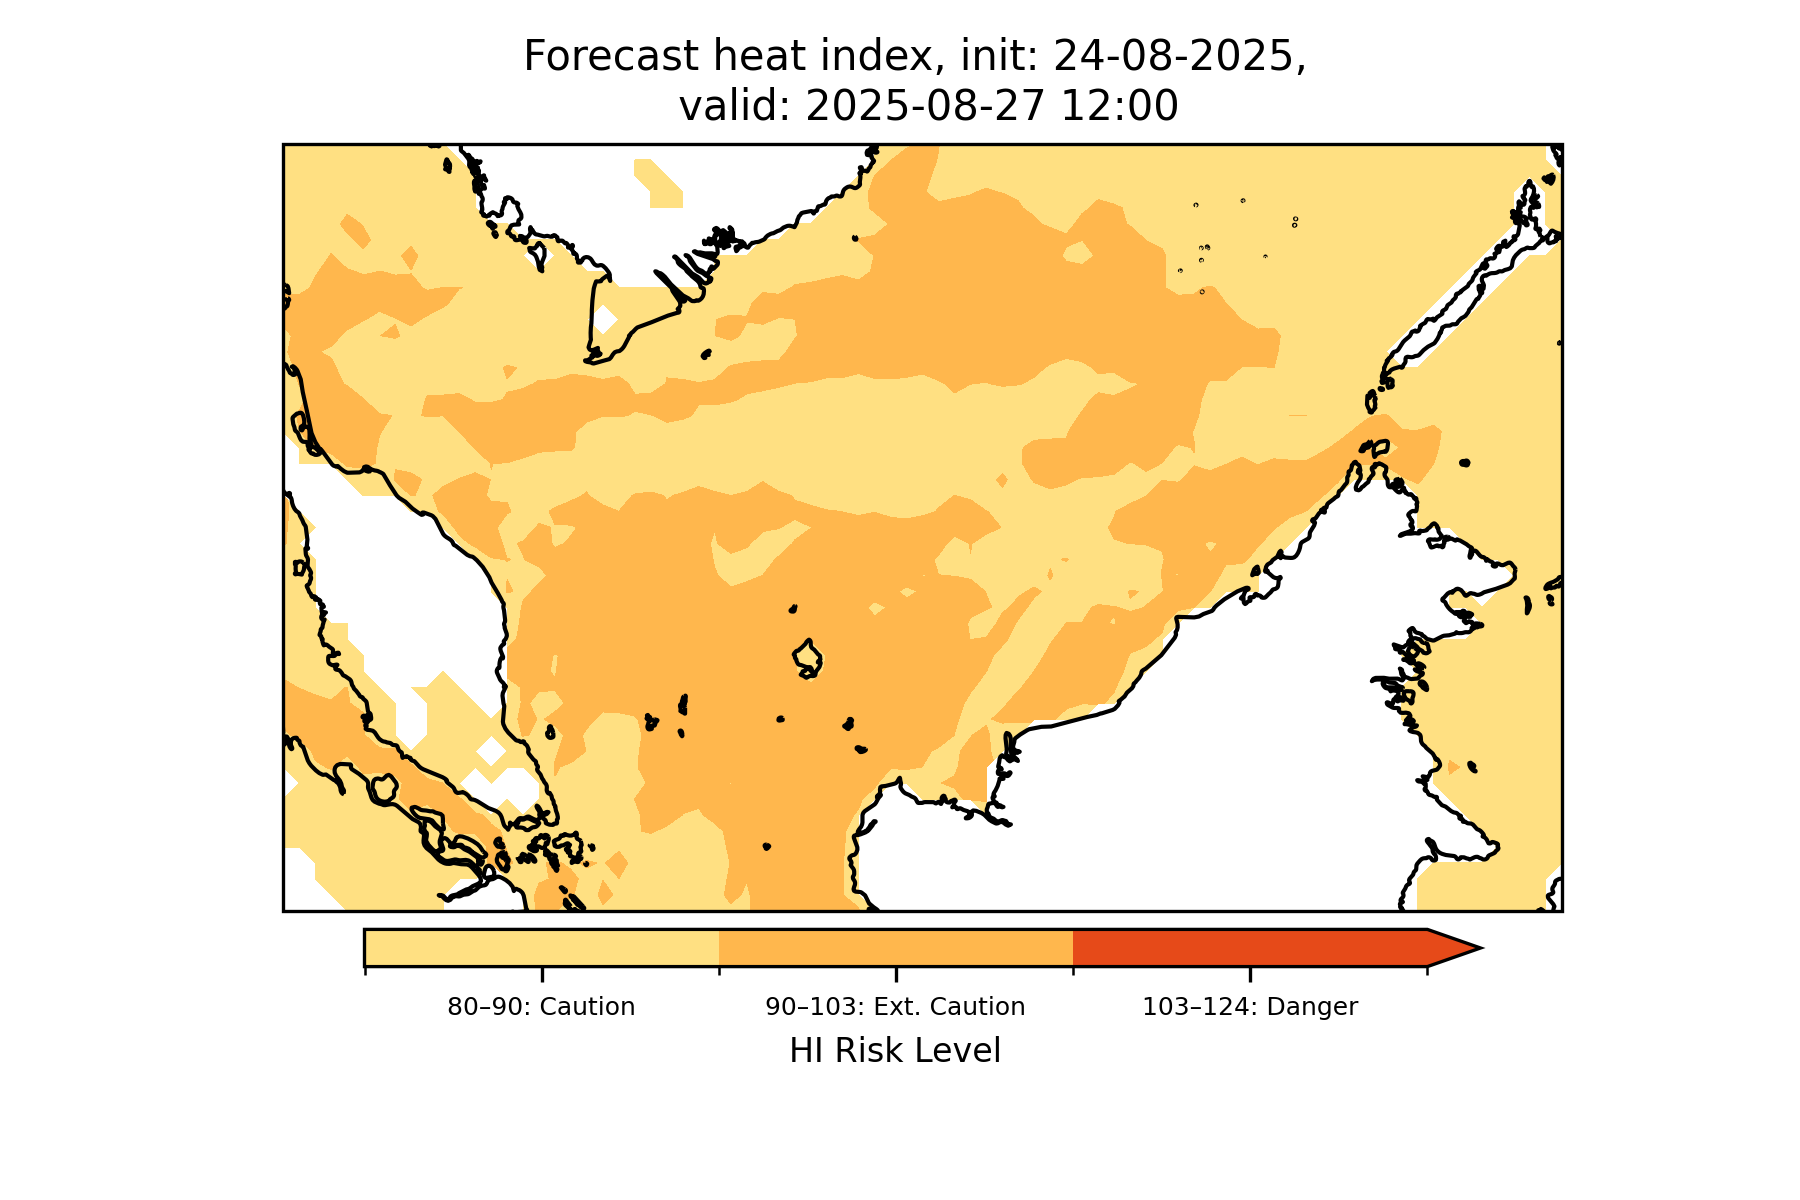 Forecast heat index, init: 24-08-2025,
valid: 2025-08-27 12:00
80–90: Caution
90–103: Ext. Caution
103–124: Danger
HI Risk Level